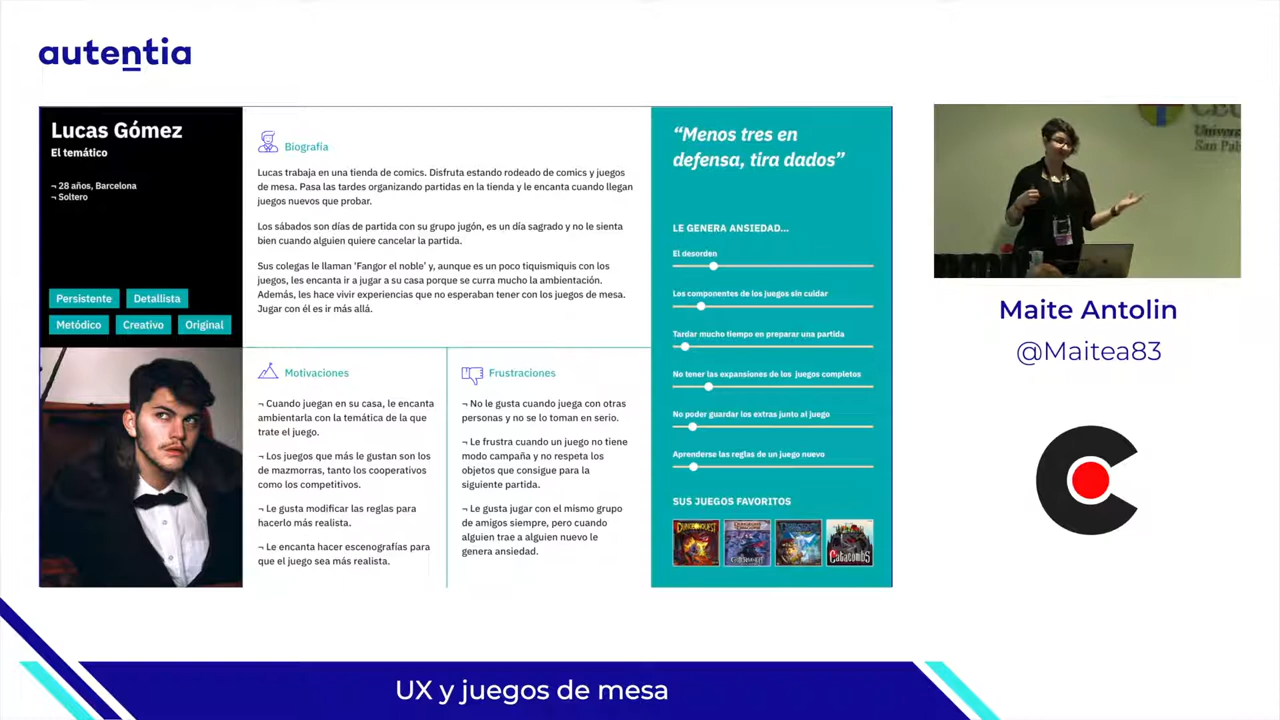 autentia
Lucas Gómez
El temático
¬ 28 años, Barcelona
¬ Soltero
Persistente
Detallista
Metódico
Creativo
Original
Biografía
Lucas trabaja en una tienda de comics. Disfruta estando rodeado de comics y juegos
de mesa. Pasa las tardes organizando partidas en la tienda y le encanta cuando llegan
juegos nuevos que probar.
Los sábados son días de partida con su grupo jugón, es un día sagrado y no le sienta
bien cuando alguien quiere cancelar la partida.
Sus colegas le llaman ‘Fangor el noble’ y, aunque es un poco tiquismiquis con los
juegos, les encanta ir a jugar a su casa porque se curra mucho la ambientación.
Además, les hace vivir experiencias que no esperaban tener con los juegos de mesa.
Jugar con él es ir más allá.
Motivaciones
¬ Cuando juegan en su casa, le encanta
ambientarla con la temática de la que
trate el juego.
¬ Los juegos que más le gustan son los
de mazmorras, tanto los cooperativos
como los competitivos.
¬ Le gusta modificar las reglas para
hacerlo más realista.
¬ Le encanta hacer escenografías para
que el juego sea más realista.
Frustraciones
¬ No le gusta cuando juega con otras
personas y no se lo toman en serio.
¬ Le frustra cuando un juego no tiene
modo campaña y no respeta los
objetos que consigue para la
siguiente partida.
¬ Le gusta jugar con el mismo grupo
de amigos siempre, pero cuando
alguien trae a alguien nuevo le
genera ansiedad.
“Menos tres en
defensa, tira dados”
LE GENERA ANSIEDAD...
El desorden
Los componentes de los juegos sin cuidar
Tardar mucho tiempo en preparar una partida
No tener las expansiones de los juegos completos
No poder guardar los extras junto al juego
Aprenderse las reglas de un juego nuevo
SUS JUEGOS FAVORITOS
DUNGEONQUEST
CATACOMBS
Univers
San Pab
Maite Antolin
@Maitea83
UX y juegos de mesa